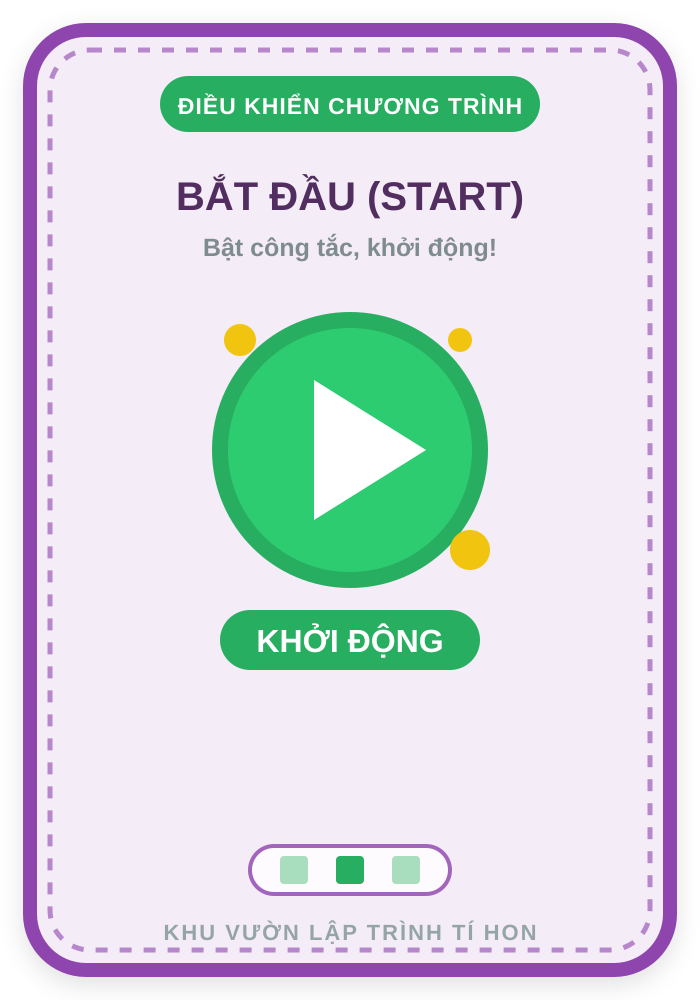 ĐIỀU KHIỂN CHƯƠNG TRÌNH
BẮT ĐẦU (START)
Bật công tắc, khởi động!
KHỞI ĐỘNG
KHU VƯỜN LẬP TRÌNH TÍ HON